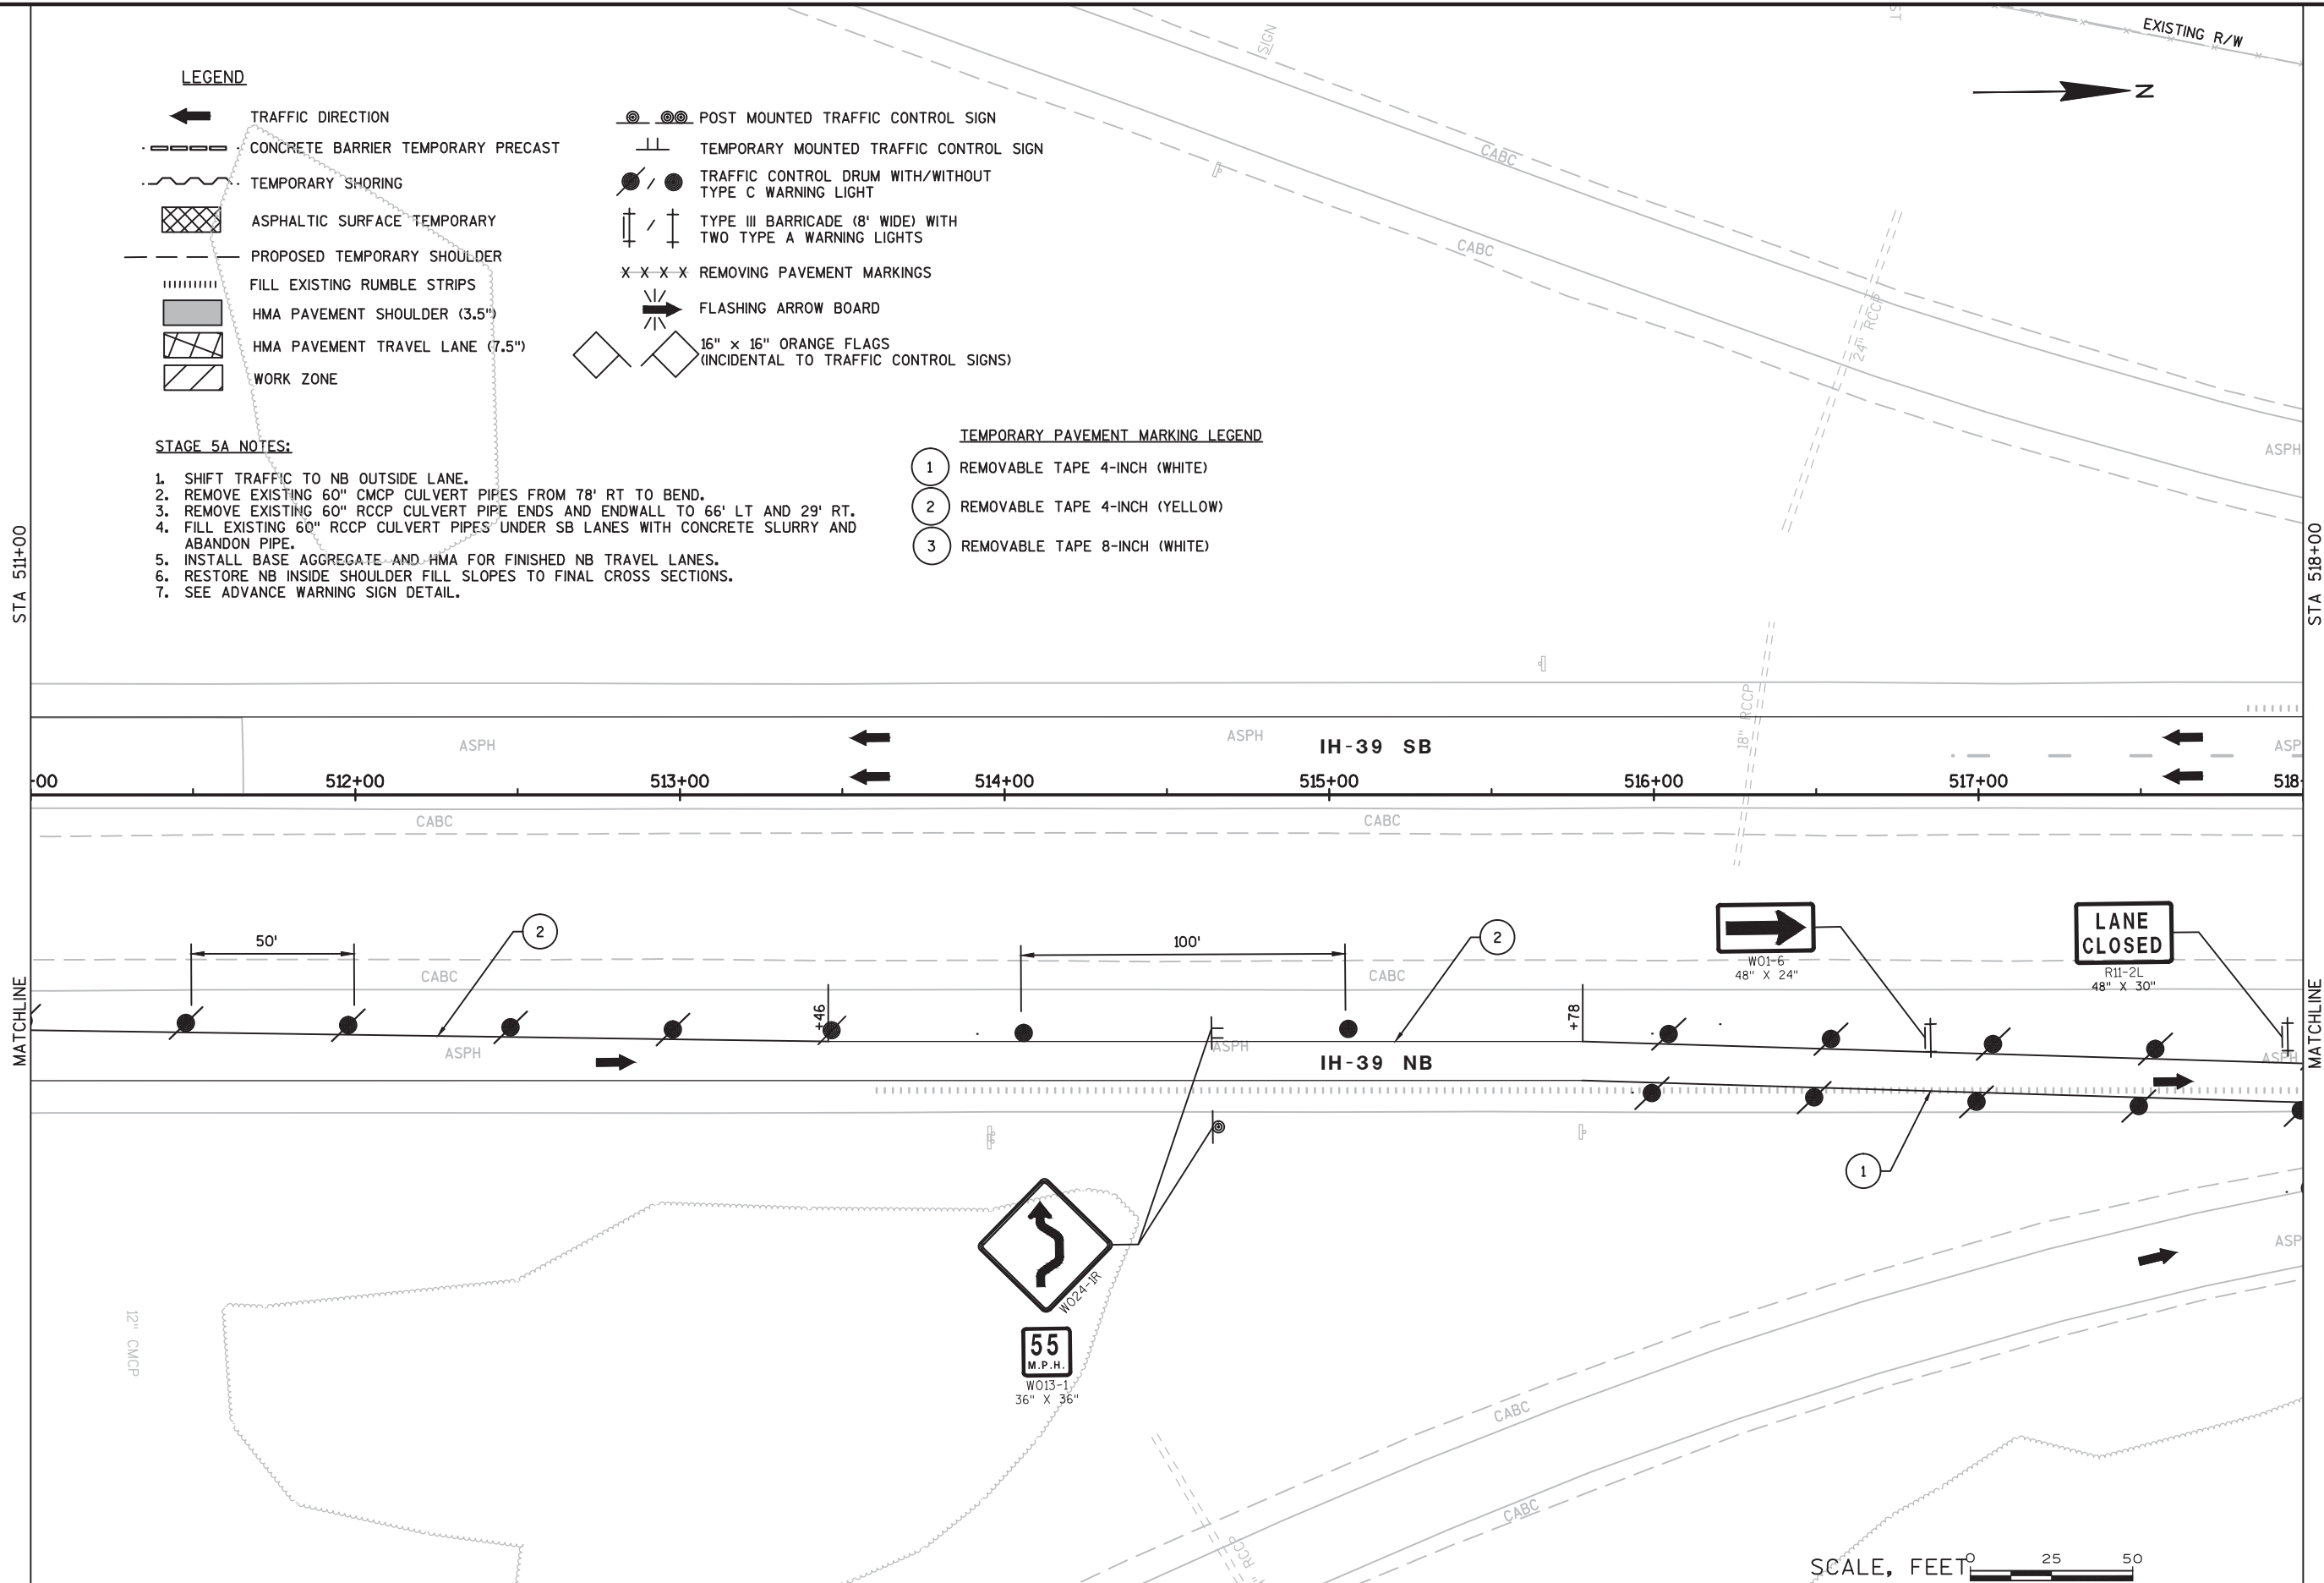 EXISTING R/W
SIGN
ST
N
LEGEND
TRAFFIC DIRECTION
CONCRETE BARRIER TEMPORARY PRECAST
TEMPORARY SHORING
ASPHALTIC SURFACE TEMPORARY
PROPOSED TEMPORARY SHOULDER
FILL EXISTING RUMBLE STRIPS
HMA PAVEMENT SHOULDER (3.5")
HMA PAVEMENT TRAVEL LANE (7.5")
WORK ZONE
POST MOUNTED TRAFFIC CONTROL SIGN
TEMPORARY MOUNTED TRAFFIC CONTROL SIGN
/ TRAFFIC CONTROL DRUM WITH/WITHOUT
TYPE C WARNING LIGHT
/ TYPE III BARRICADE (8' WIDE) WITH
TWO TYPE A WARNING LIGHTS
X X X X REMOVING PAVEMENT MARKINGS
FLASHING ARROW BOARD
16" x 16" ORANGE FLAGS
(INCIDENTAL TO TRAFFIC CONTROL SIGNS)
CABC
CABC
24" RCCP
ASPH
STAGE 5A NOTES:
1. SHIFT TRAFFIC TO NB OUTSIDE LANE.
2. REMOVE EXISTING 60" CMCP CULVERT PIPES FROM 78' RT TO BEND.
3. REMOVE EXISTING 60" RCCP CULVERT PIPE ENDS AND ENDWALL TO 66' LT AND 29' RT.
4. FILL EXISTING 60" RCCP CULVERT PIPES UNDER SB LANES WITH CONCRETE SLURRY AND
ABANDON PIPE.
5. INSTALL BASE AGGREGATE AND HMA FOR FINISHED NB TRAVEL LANES.
6. RESTORE NB INSIDE SHOULDER FILL SLOPES TO FINAL CROSS SECTIONS.
7. SEE ADVANCE WARNING SIGN DETAIL.
TEMPORARY PAVEMENT MARKING LEGEND
1 REMOVABLE TAPE 4-INCH (WHITE)
2 REMOVABLE TAPE 4-INCH (YELLOW)
3 REMOVABLE TAPE 8-INCH (WHITE)
STA 511+00
STA 518+00
18" RCCP
ASPH
ASPH
IH-39 SB
ASP
+00
512+00
513+00
514+00
515+00
516+00
517+00
518+
CABC
CABC
50'
2
100'
2
W01-6
48" X 24"
LANE
CLOSED
R11-2L
48" X 30"
CABC
CABC
MATCHLINE
MATCHLINE
+46
+78
ASPH
ASPH
IH-39 NB
ASPH
1
W024-1R
55
M.P.H.
W013-1
36" X 36"
12" CMCP
ASP
CABC
CABC
RCCP
SCALE, FEET
0 25 50